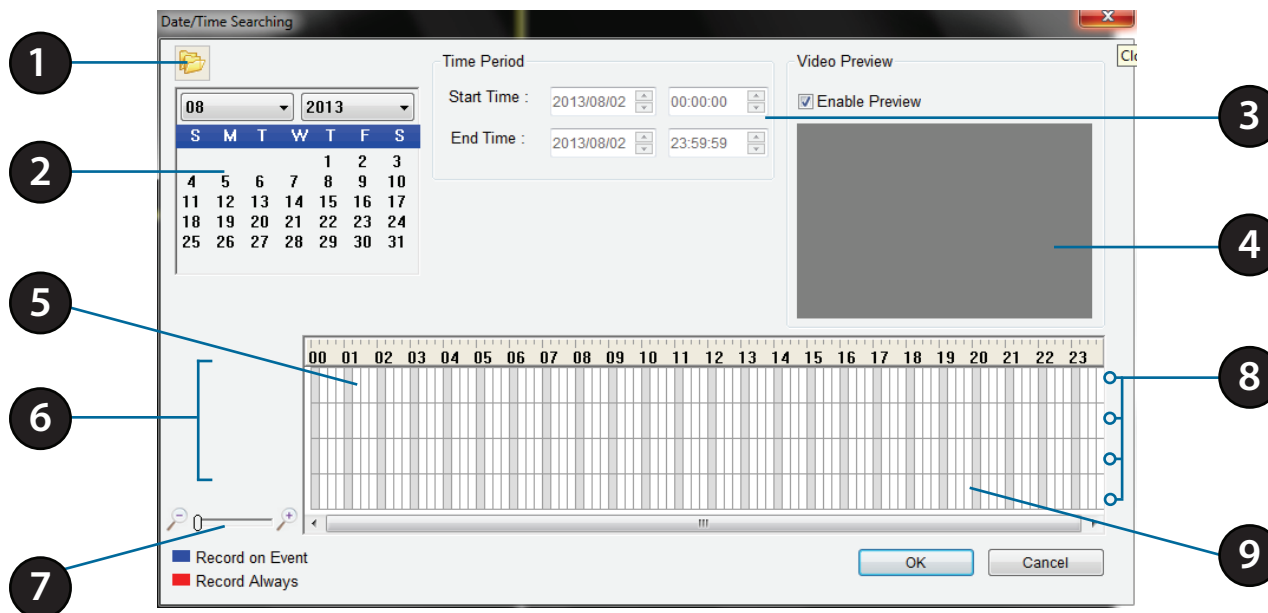 Date/Time Searching
1
2
3
4
5
6
7
8
9
08
2013
S M T W T F S
1 2 3
4 5 6 7 8 9 10
11 12 13 14 15 16 17
18 19 20 21 22 23 24
25 26 27 28 29 30 31
Time Period
Start Time : 2013/08/02 00:00:00
End Time : 2013/08/02 23:59:59
Video Preview
Enable Preview
00 01 02 03 04 05 06 07 08 09 10 11 12 13 14 15 16 17 18 19 20 21 22 23
Record on Event
Record Always
OK
Cancel